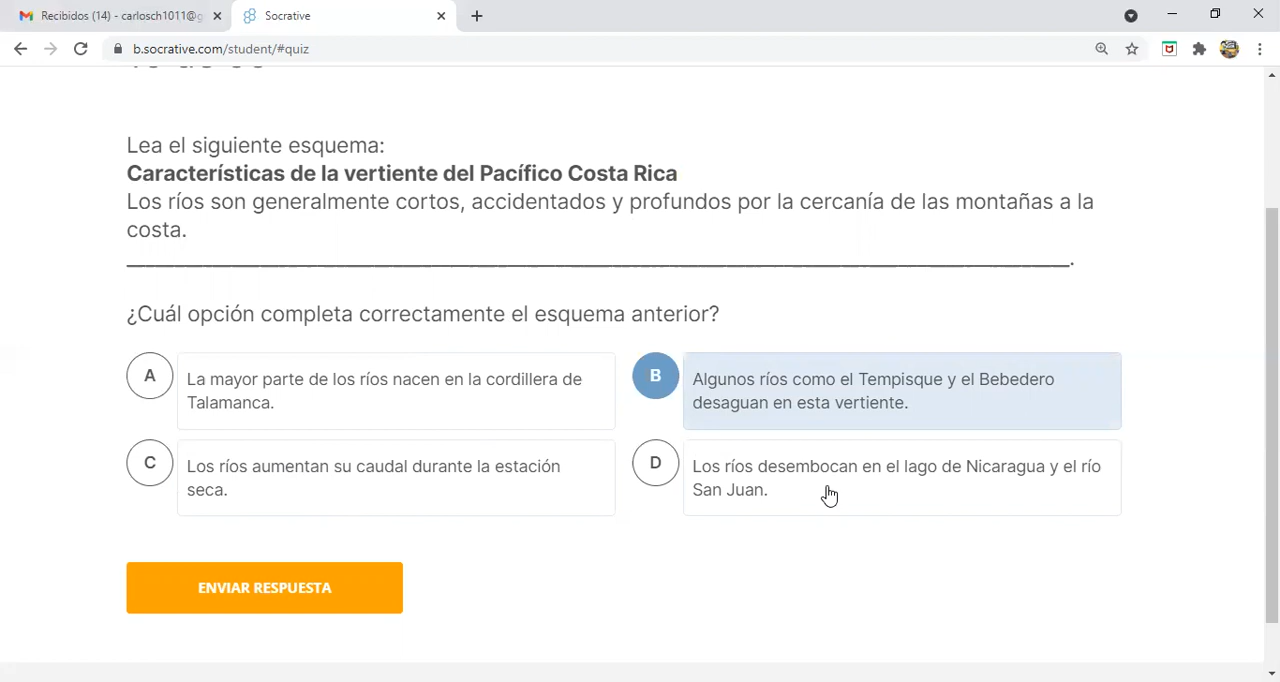 Recibidos (14) - carlosch1011@g
Socrative
b.socrative.com/student/#quiz
Lea el siguiente esquema:
Características de la vertiente del Pacífico Costa Rica
Los ríos son generalmente cortos, accidentados y profundos por la cercanía de las montañas a la
costa.
.
¿Cuál opción completa correctamente el esquema anterior?
A
La mayor parte de los ríos nacen en la cordillera de
Talamanca.
B
Algunos ríos como el Tempisque y el Bebedero
desaguan en esta vertiente.
C
Los ríos aumentan su caudal durante la estación
seca.
D
Los ríos desembocan en el lago de Nicaragua y el río
San Juan.
ENVIAR RESPUESTA